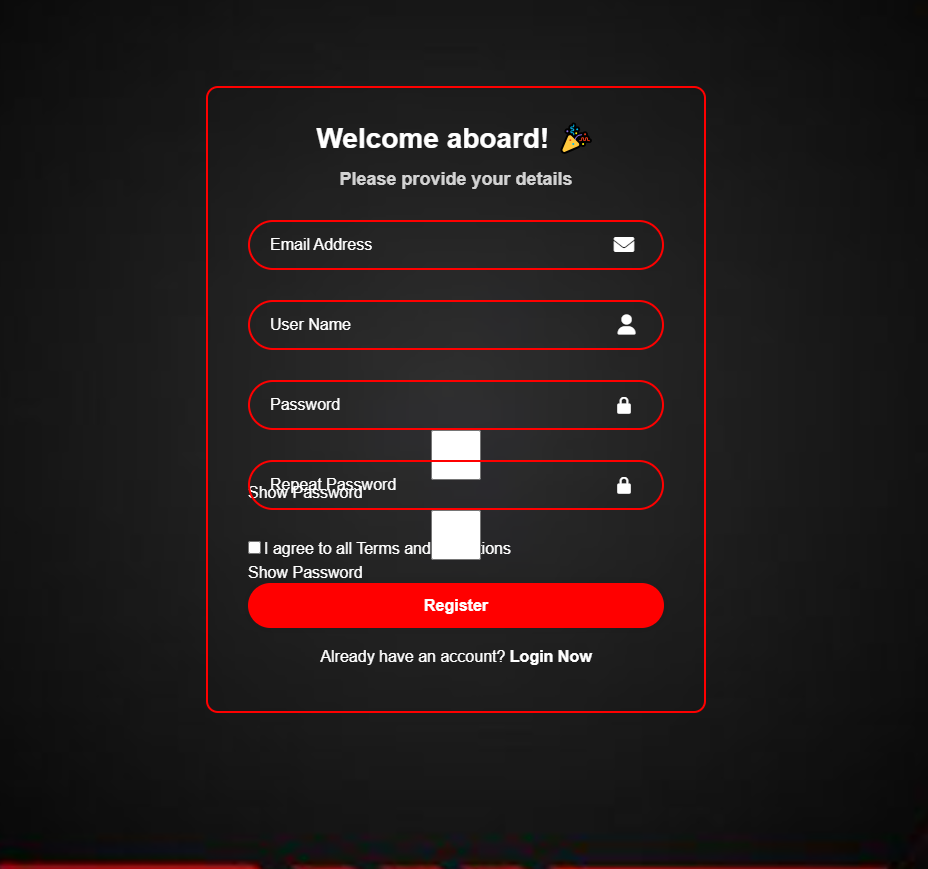 Welcome aboard! 🎉
Please provide your details
Email Address
User Name
Password
Repeat Password
Show Password
I agree to all Terms and tions
Show Password
Register
Already have an account? Login Now